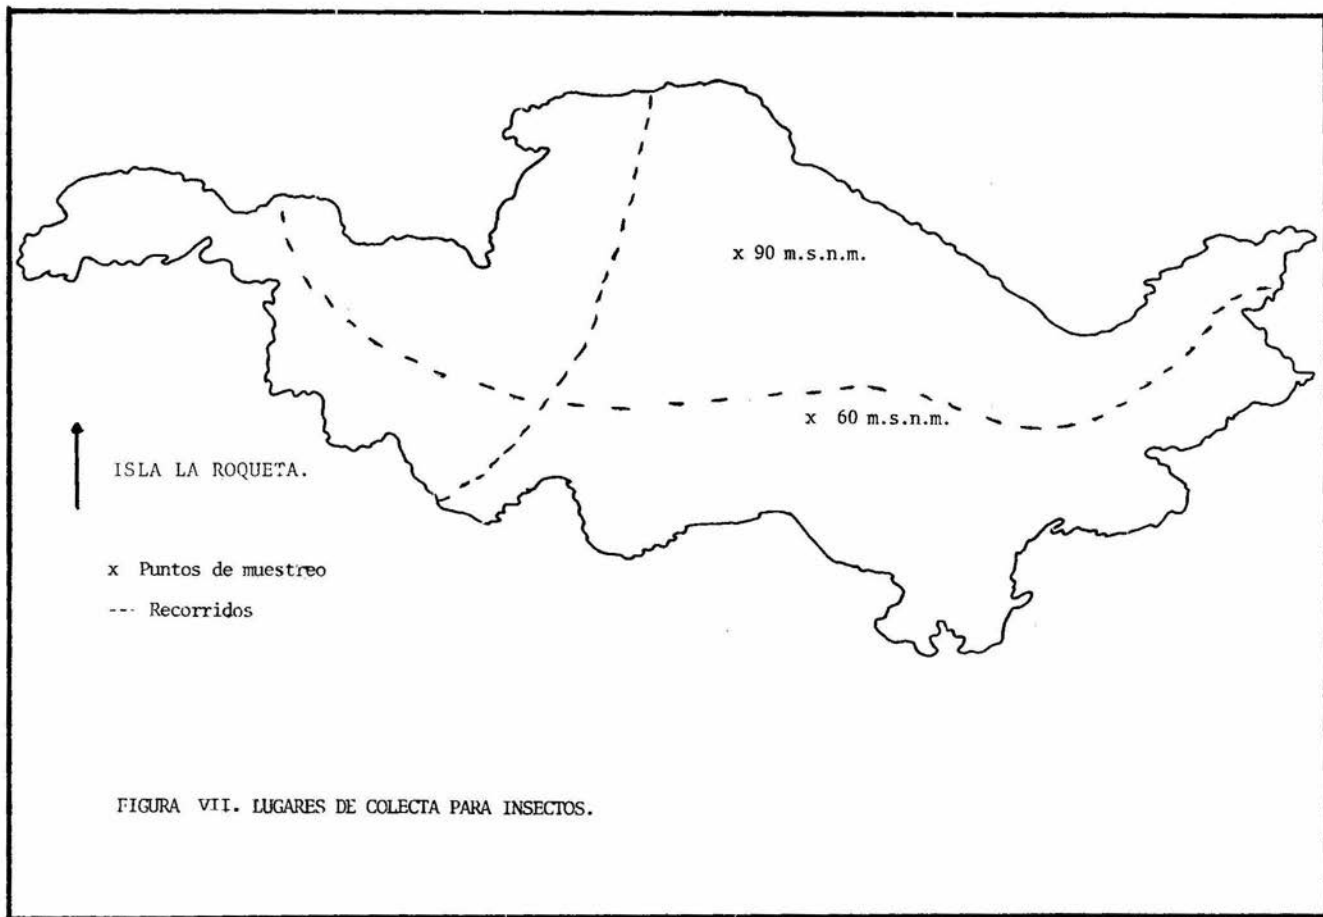 x 90 m.s.n.m.
x 60 m.s.n.m.
ISLA LA ROQUETA.
x Puntos de muestreo
--- Recorridos
FIGURA VII. LUGARES DE COLECTA PARA INSECTOS.